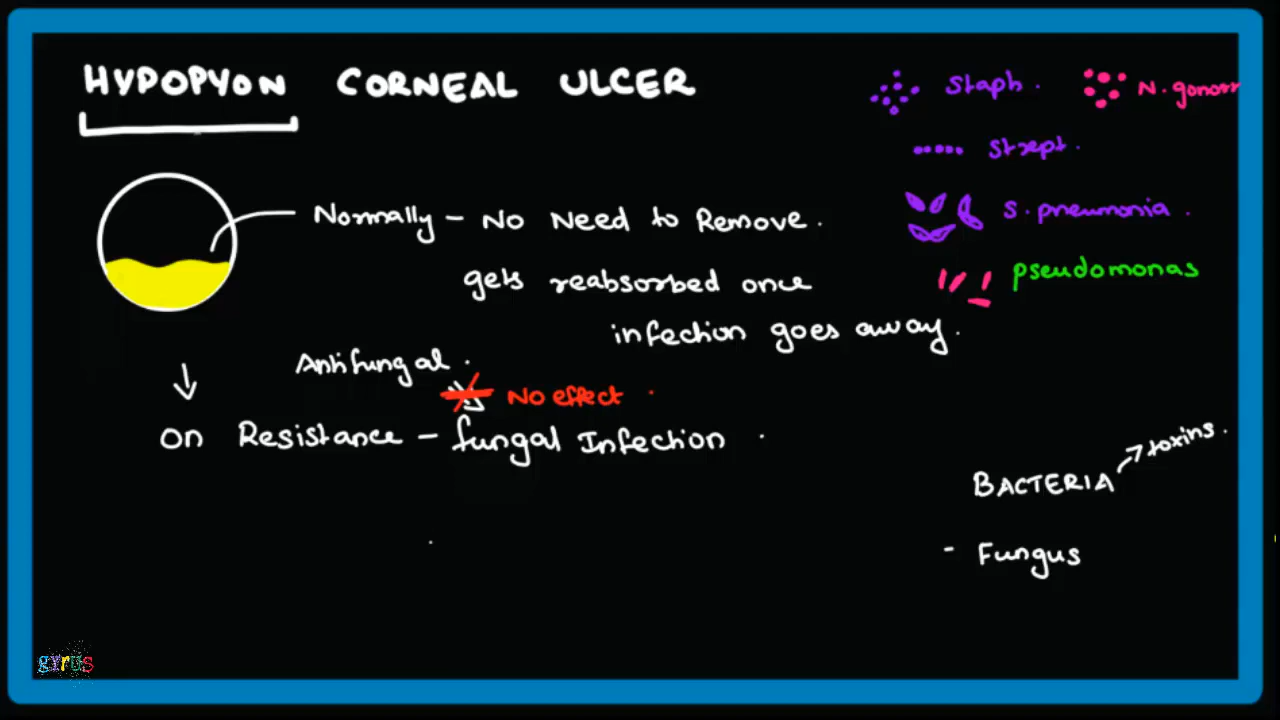 HYPOPYON CORNEAL ULCER
Staph.
N. gonorr
Strept.
S. pneumonia.
pseudomonas
Normally - No Need to Remove.
gets reabsorbed once
infection goes away.
Antifungal.
No effect.
On Resistance - fungal Infection.
BACTERIA toxins.
- Fungus
gyrus